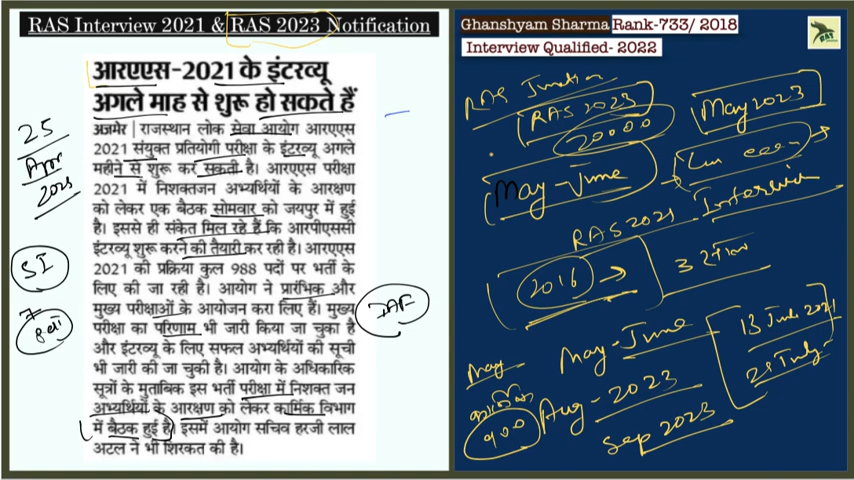 RAS Interview 2021 & RAS 2023 Notification
आरएएस-2021 के इंटरव्यू
अगले माह से शुरू हो सकते हैं
अजमेर | राजस्थान लोक सेवा आयोग आरएएस
2021 संयुक्त प्रतियोगी परीक्षा के इंटरव्यू अगले
महीने से शुरू कर सकती है। आरएएस परीक्षा
2021 में निशक्तजन अभ्यर्थियों के आरक्षण
को लेकर एक बैठक सोमवार को जयपुर में हुई
है। इससे ही संकेत मिल रहे हैं कि आरपीएससी
इंटरव्यू शुरू करने की तैयारी कर रही है। आरएएस
2021 की प्रक्रिया कुल 988 पदों पर भर्ती के
लिए की जा रही है। आयोग ने प्रारंभिक और
मुख्य परीक्षाओं के आयोजन करा लिए हैं। मुख्य
परीक्षा का परिणाम भी जारी किया जा चुका है
और इंटरव्यू के लिए सफल अभ्यर्थियों की सूची
भी जारी की जा चुकी है। आयोग के अधिकारिक
सूत्रों के मुताबिक इस भर्ती परीक्षा में निशक्त जन
अभ्यर्थियों के आरक्षण को लेकर कार्मिक विभाग
में बैठक हुई है। इसमें आयोग सचिव हरजी लाल
अटल ने भी शिरकत की है।
25
Apr
2023
SI
Ghanshyam Sharma Rank-733/ 2018
Interview Qualified- 2022
RAS Junction
RAS 2023
May 2023
20000
May-June
RAS 2021 Interview
2016
May-June
13 July 2021
May
Aug-2023
Sep 2023
900